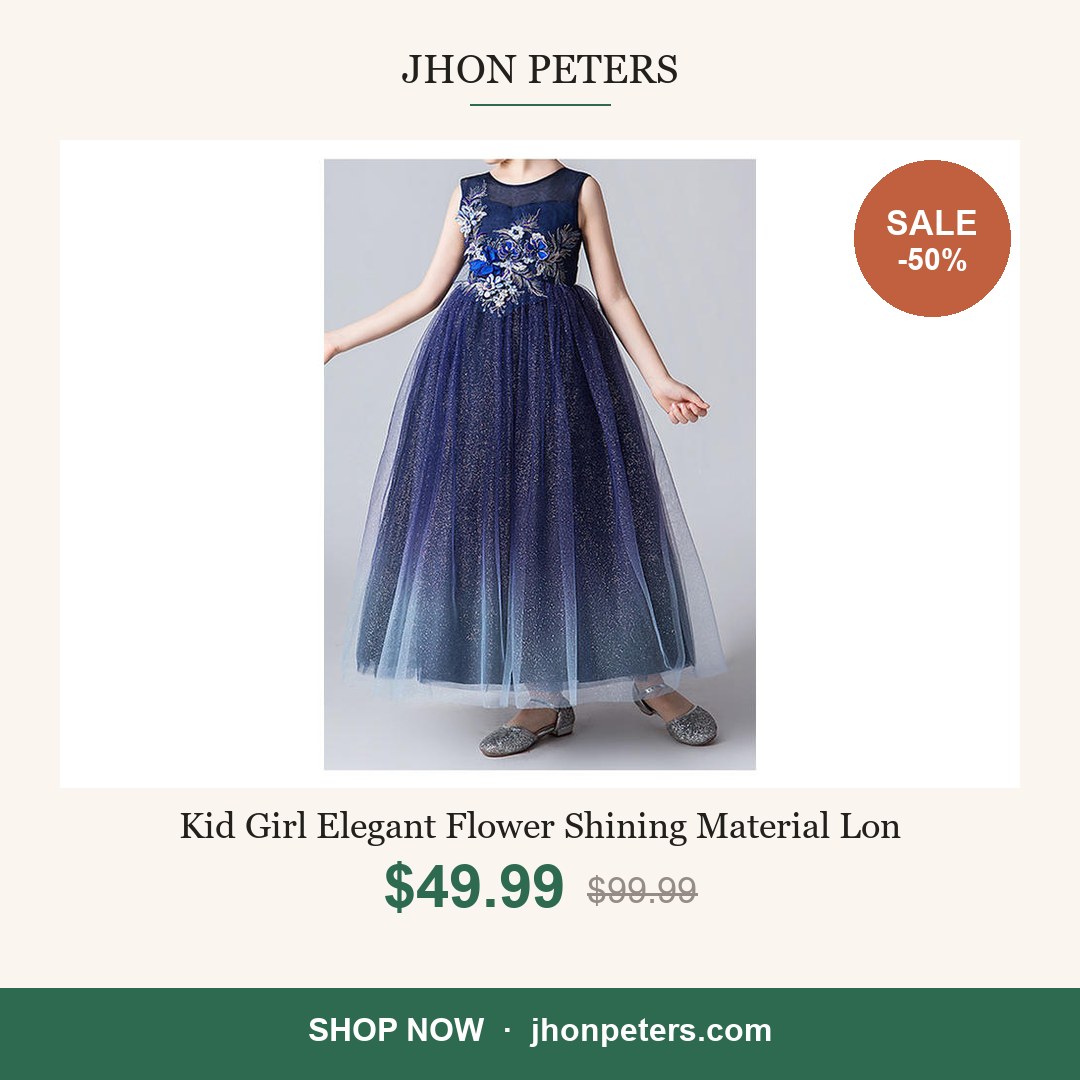 JHON PETERS
SALE
-50%
Kid Girl Elegant Flower Shining Material Lon
$49.99 $99.99
SHOP NOW · jhonpeters.com